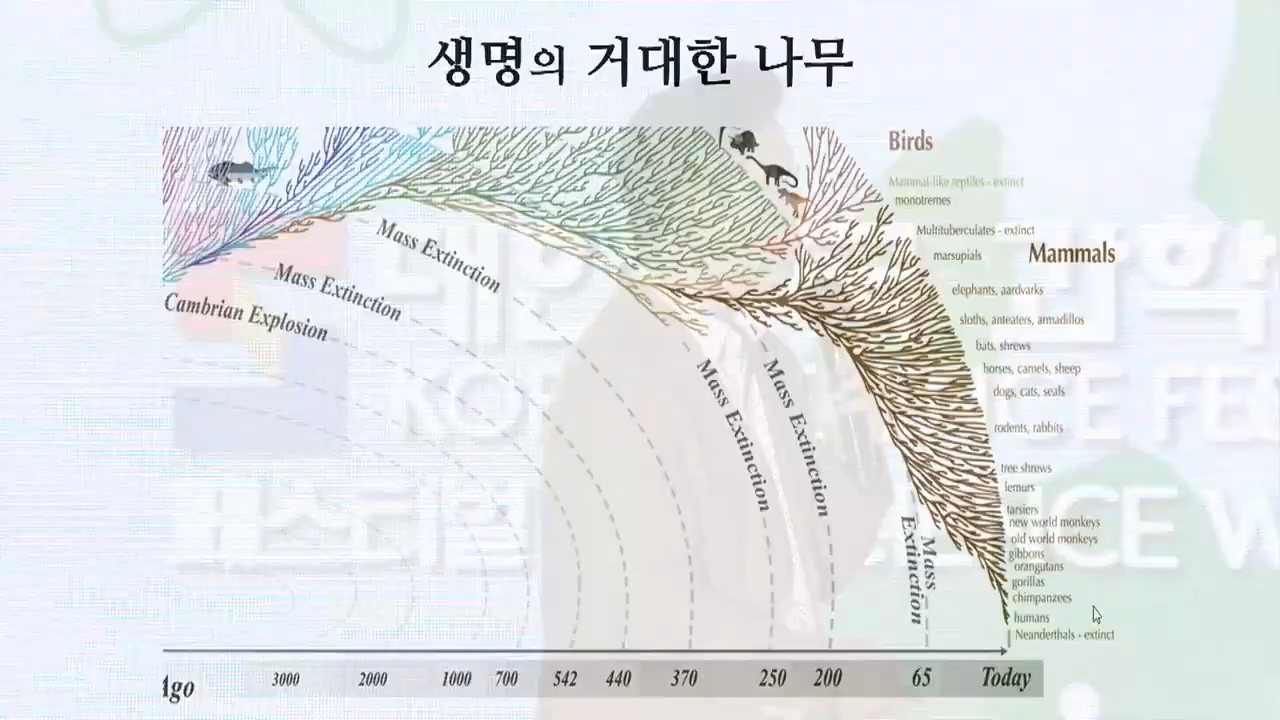 생명의 거대한 나무
Birds
Mammal-like reptiles - extinct
monotremes
Multituberculates - extinct
marsupials
Mammals
elephants, aardvarks
sloths, anteaters, armadillos
bats, shrews
horses, camels, sheep
dogs, cats, seals
rodents, rabbits
tree shrews
lemurs
tarsiers
new world monkeys
old world monkeys
gibbons
orangutans
gorillas
chimpanzees
humans
Neanderthals - extinct
Mass Extinction
Mass Extinction
Cambrian Explosion
Mass Extinction
Mass Extinction
Mass Extinction
Ago 3000 2000 1000 700 542 440 370 250 200 65 Today